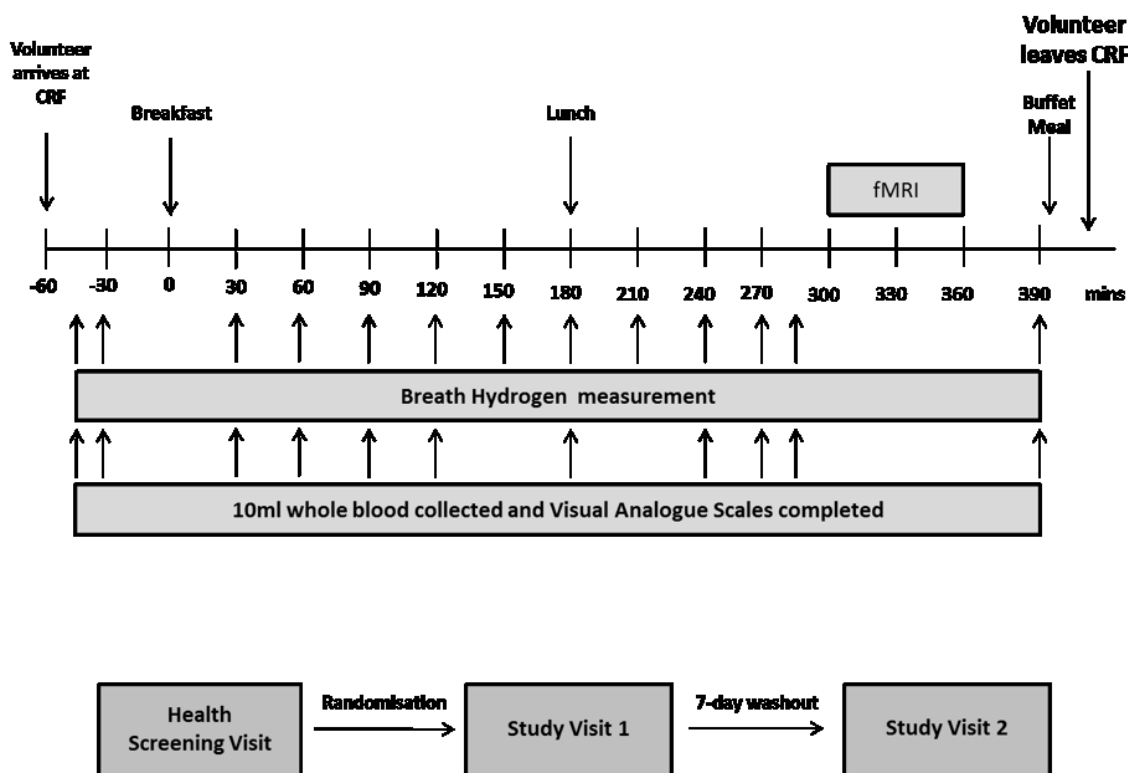 Volunteer
arrives at
CRF
Breakfast
Lunch
Volunteer
leaves CRF
Buffet
Meal
fMRI
-60 -30 0 30 60 90 120 150 180 210 240 270 300 330 360 390 mins
Breath Hydrogen measurement
10ml whole blood collected and Visual Analogue Scales completed
Health
Screening Visit
Randomisation
Study Visit 1
7-day washout
Study Visit 2